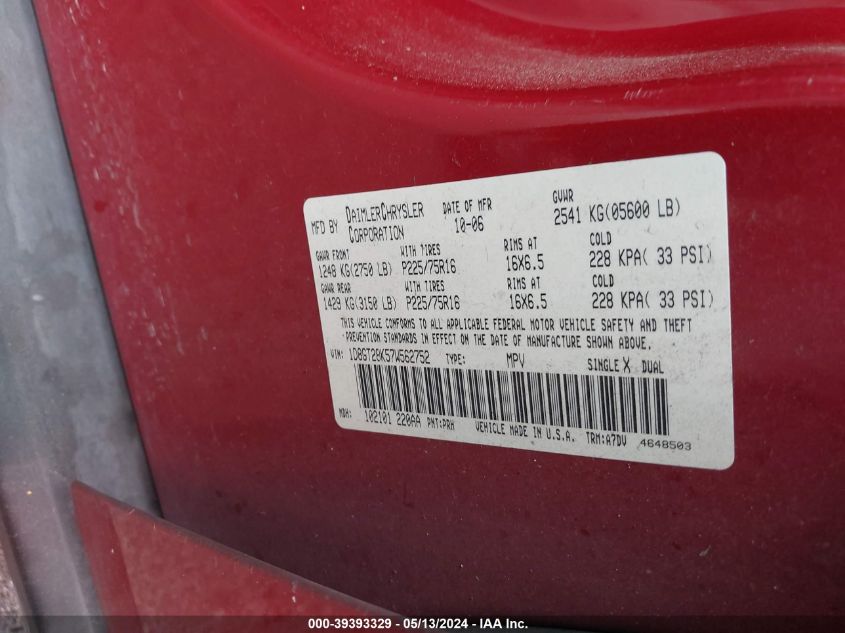 MFD BY DAIMLERCHRYSLER CORPORATION DATE OF MFR 10-06 GVWR 2541 KG(05600 LB)
GAWR FRONT WITH TIRES RIMS AT COLD
1248 KG(2750 LB) P225/75R16 16X6.5 228 KPA( 33 PSI)
GAWR REAR WITH TIRES RIMS AT COLD
1429 KG(3150 LB) P225/75R16 16X6.5 228 KPA( 33 PSI)
THIS VEHICLE CONFORMS TO ALL APPLICABLE FEDERAL MOTOR VEHICLE SAFETY AND THEFT
PREVENTION STANDARDS IN EFFECT ON THE DATE OF MANUFACTURE SHOWN ABOVE.
VIN: 1D8GT28K57W562752 TYPE: MPV SINGLE X DUAL
MDH: 102101 220AA PNT:PRH VEHICLE MADE IN U.S.A. TRM:A7DV 4648503
000-39393329 - 05/13/2024 - IAAI Inc.